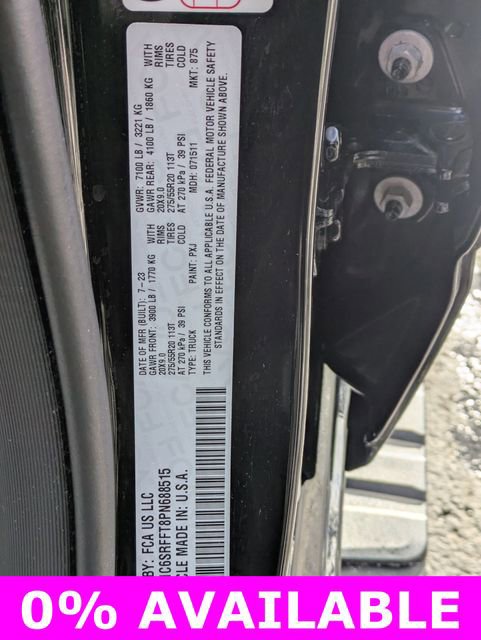 BY: FCA US LLC
DATE OF MFR (BUILT): 7-23
GVWR: 7100 LB / 3221 KG
GAWR FRONT: 3900 LB / 1770 KG WITH
GAWR REAR: 4100 LB / 1860 KG WITH
20X9.0 RIMS
20X9.0 RIMS
275/55R20 113T TIRES
275/55R20 113T TIRES
AT 270 kPa / 39 PSI COLD
AT 270 kPa / 39 PSI COLD
TYPE: TRUCK
PAINT: PXJ
MDH: 071511
MKT: 875
THIS VEHICLE CONFORMS TO ALL APPLICABLE U.S.A. FEDERAL MOTOR VEHICLE SAFETY
STANDARDS IN EFFECT ON THE DATE OF MANUFACTURE SHOWN ABOVE.
C6SRFFT8PN688515
CLE MADE IN: U.S.A.
0% AVAILABLE